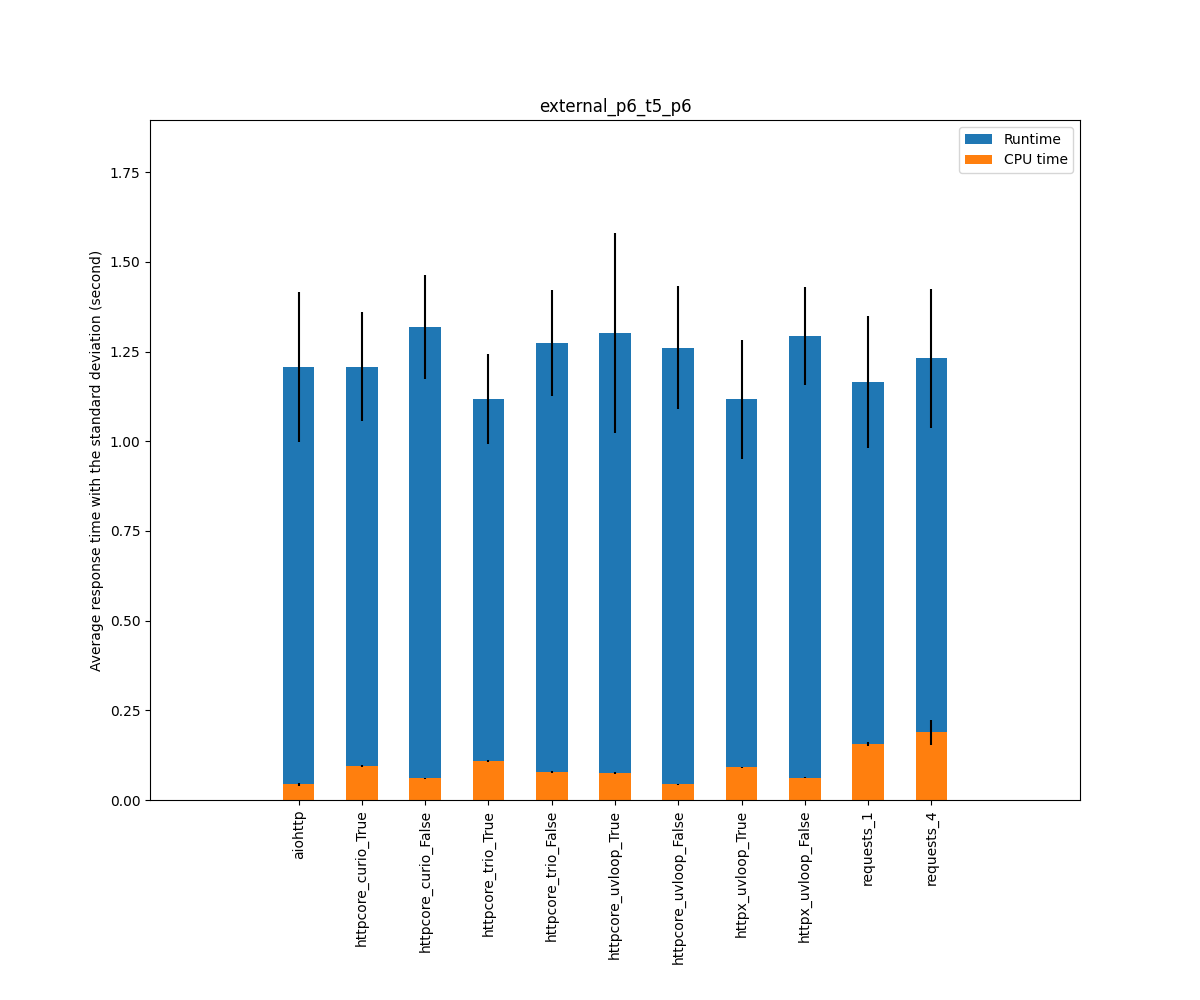 external_p6_t5_p6
Runtime
CPU time
Average response time with the standard deviation (second)
1.75
1.50
1.25
1.00
0.75
0.50
0.25
0.00
aiohttp
httpcore_curio_True
httpcore_curio_False
httpcore_trio_True
httpcore_trio_False
httpcore_uvloop_True
httpcore_uvloop_False
httpx_uvloop_True
httpx_uvloop_False
requests_1
requests_4